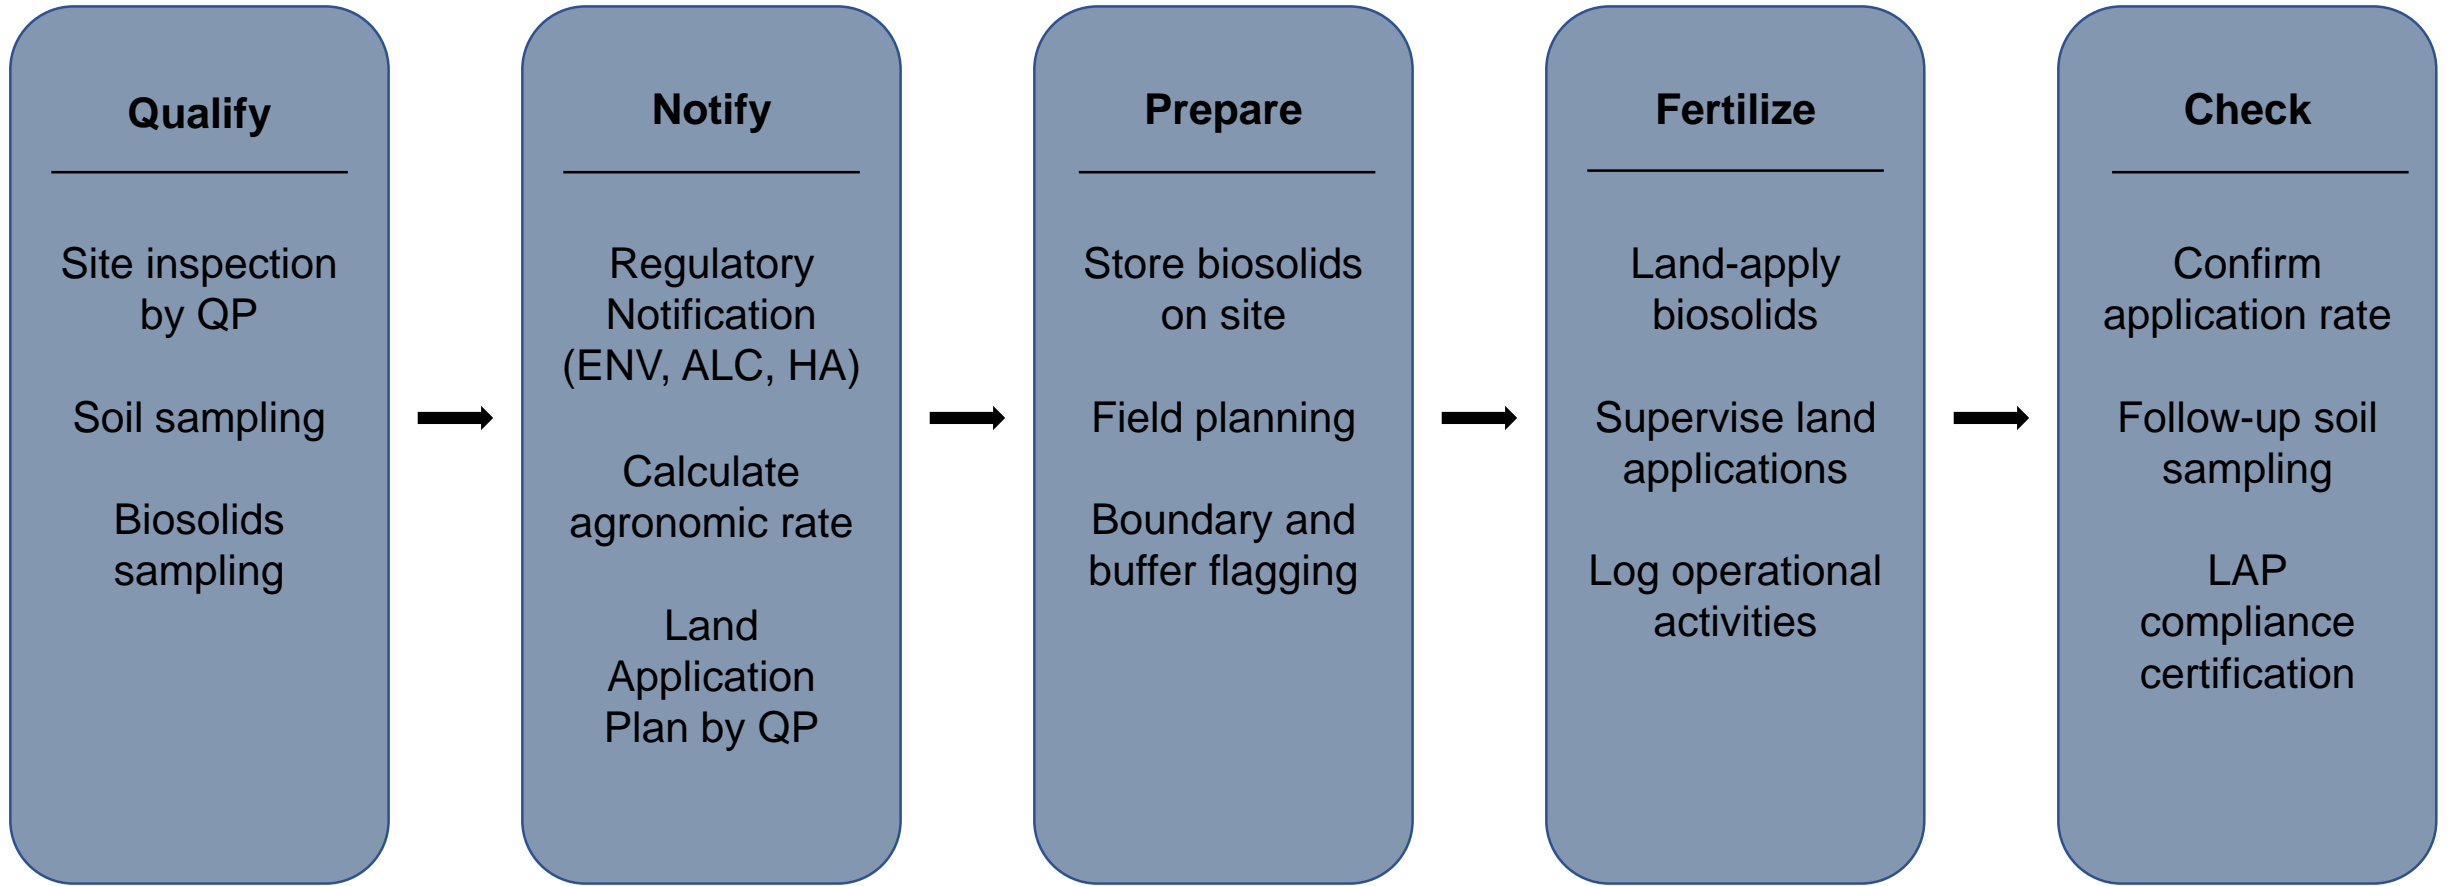 Qualify
Site inspection
by QP
Soil sampling
Biosolids
sampling
Notify
Regulatory
Notification
(ENV, ALC, HA)
Calculate
agronomic rate
Land
Application
Plan by QP
Prepare
Store biosolids
on site
Field planning
Boundary and
buffer flagging
Fertilize
Land-apply
biosolids
Supervise land
applications
Log operational
activities
Check
Confirm
application rate
Follow-up soil
sampling
LAP
compliance
certification